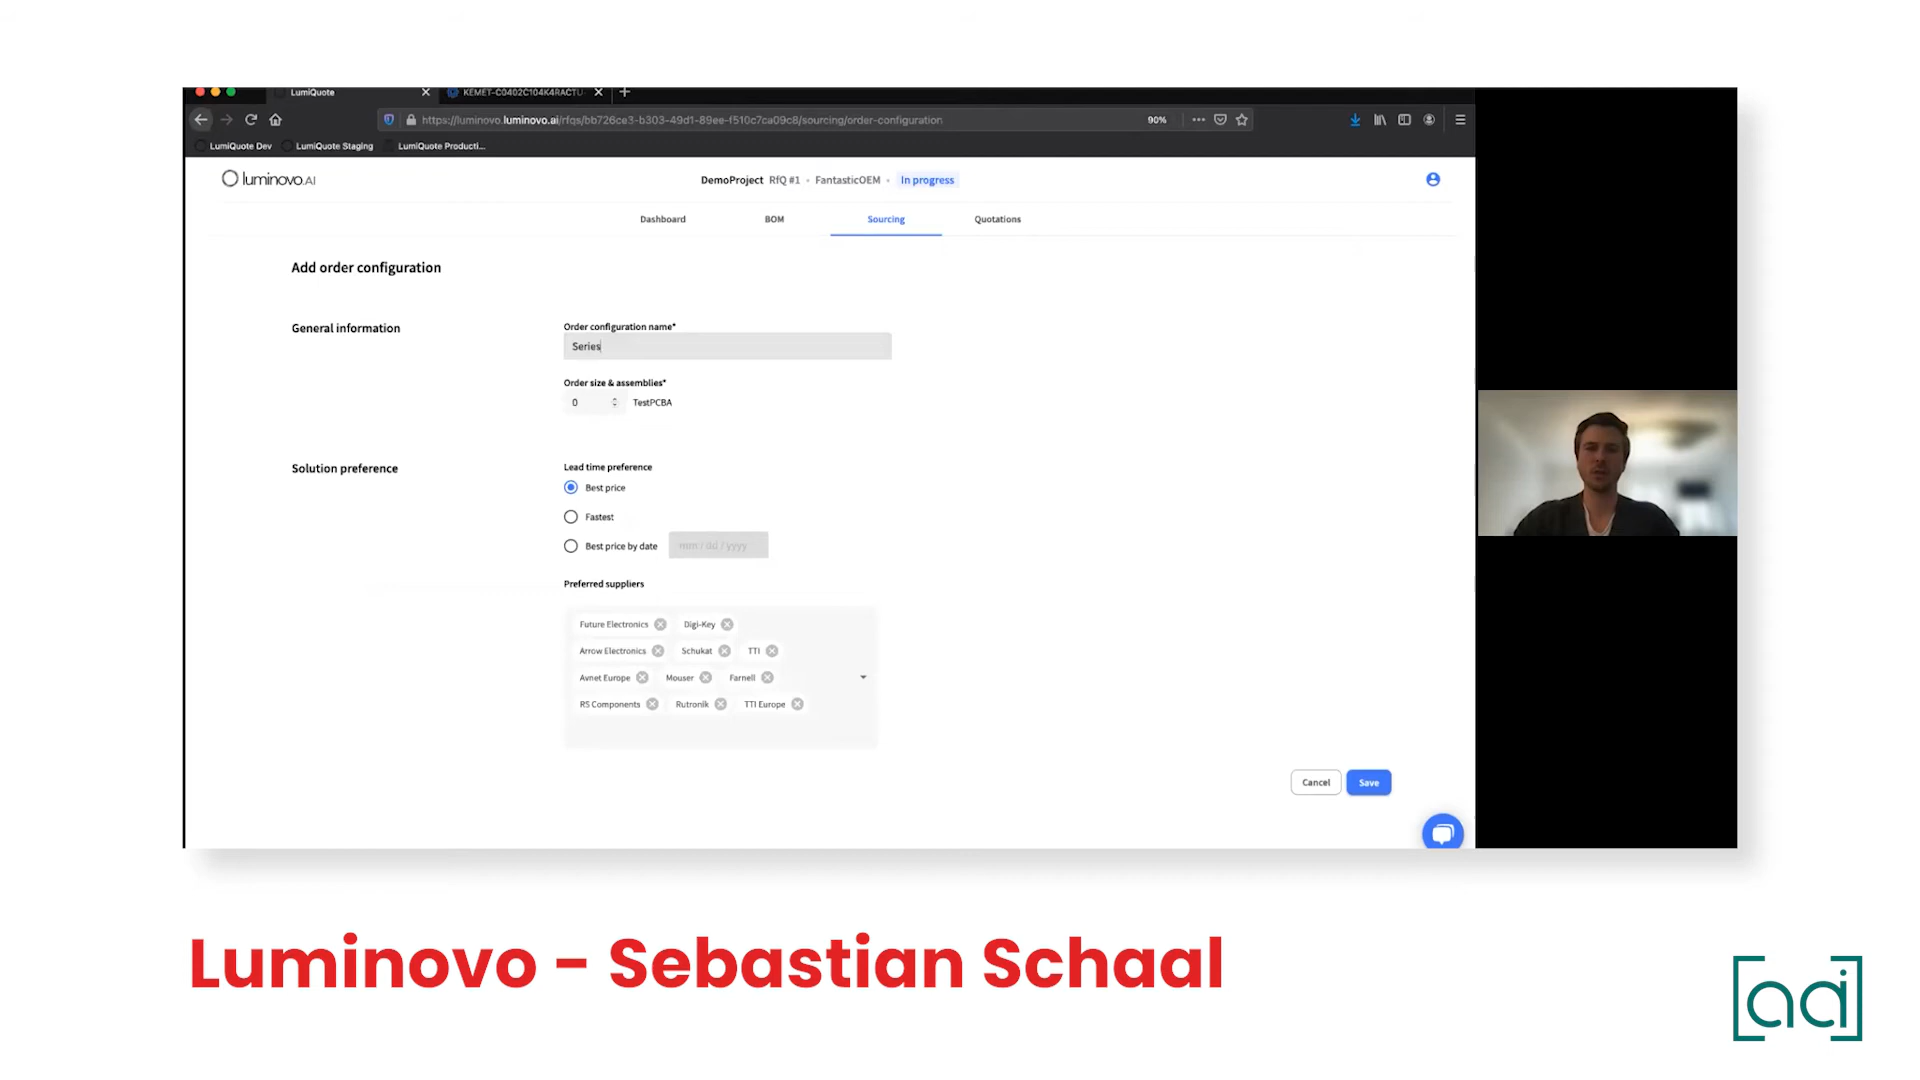 LumiQuote
KEMET-C0402C104K4RACTU
https://luminovo.luminovo.ai/rfqs/bb726ce3-b303-49d1-89ee-f510c7ca09c8/sourcing/order-configuration
90%
LumiQuote Dev
LumiQuote Staging
LumiQuote Producti...
luminovo.AI
DemoProject RfQ #1 • FantasticOEM • In progress
Dashboard
BOM
Sourcing
Quotations
Add order configuration
General information
Order configuration name*
Series
Order size & assemblies*
0 TestPCBA
Solution preference
Lead time preference
Best price
Fastest
Best price by date mm / dd / yyyy
Preferred suppliers
Future Electronics Digi-Key
Arrow Electronics Schukat TTI
Avnet Europe Mouser Farnell
RS Components Rutronik TTI Europe
Cancel Save
Luminovo - Sebastian Schaal
[ai]